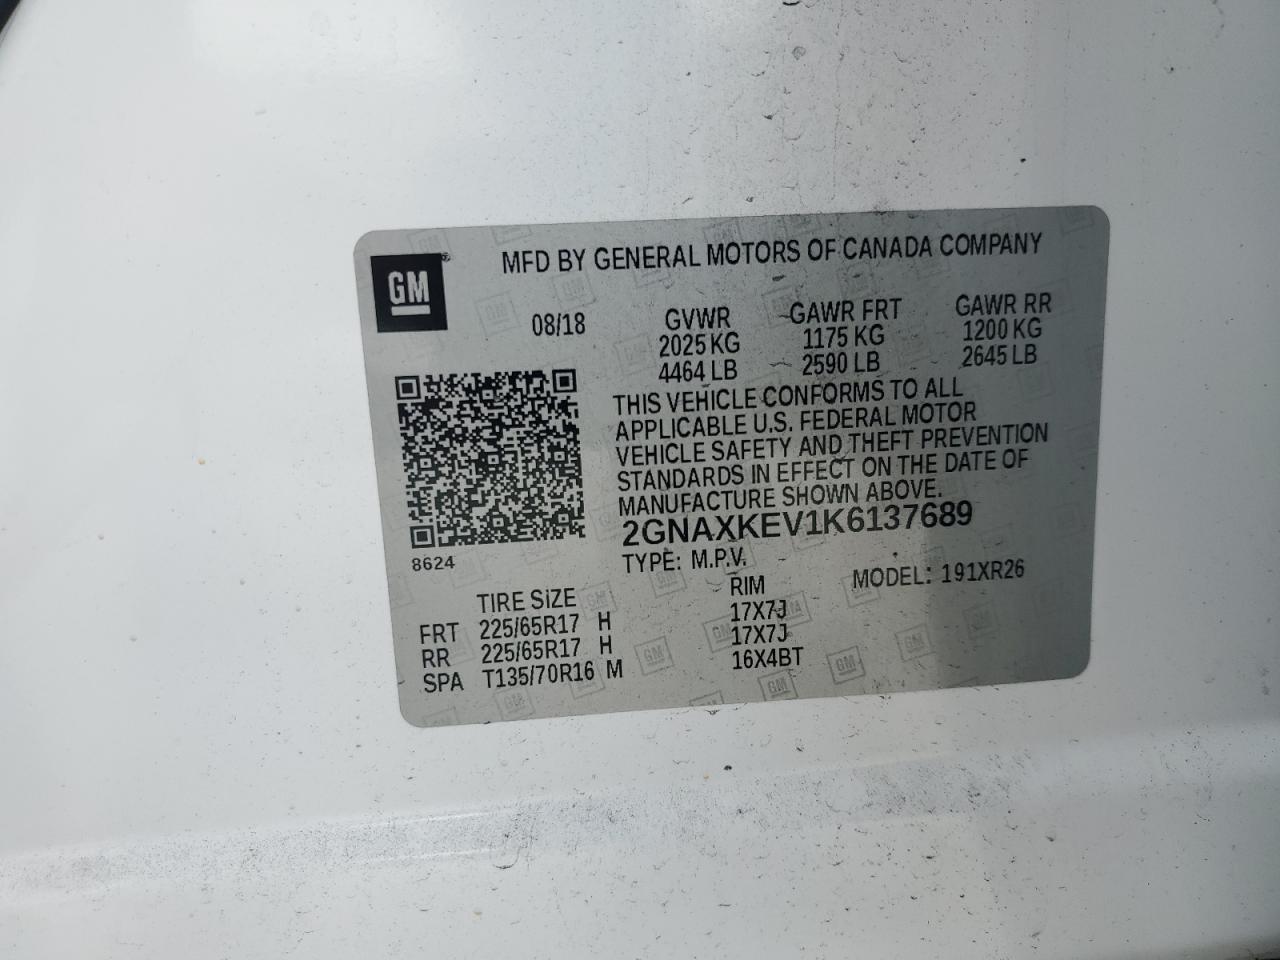 GM®
MFD BY GENERAL MOTORS OF CANADA COMPANY
08/18
GVWR
2025 KG
4464 LB
GAWR FRT
1175 KG
2590 LB
GAWR RR
1200 KG
2645 LB
THIS VEHICLE CONFORMS TO ALL
APPLICABLE U.S. FEDERAL MOTOR
VEHICLE SAFETY AND THEFT PREVENTION
STANDARDS IN EFFECT ON THE DATE OF
MANUFACTURE SHOWN ABOVE.
2GNAXKEV1K6137689
8624
TYPE: M.P.V.
MODEL: 191XR26
TIRE SIZE RIM
FRT 225/65R17 H 17X7J
RR 225/65R17 H 17X7J
SPA T135/70R16 M 16X4BT